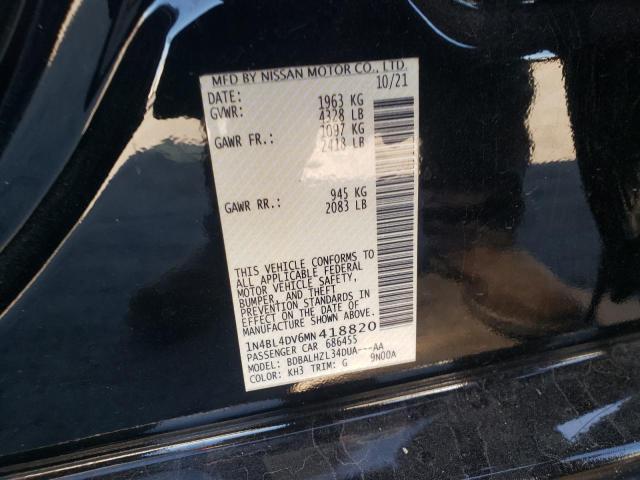 MFD BY NISSAN MOTOR CO., LTD.
DATE: 10/21
GVWR: 1963 KG
4328 LB
GAWR FR.: 1097 KG
2418 LB
GAWR RR.: 945 KG
2083 LB
THIS VEHICLE CONFORMS TO
ALL APPLICABLE FEDERAL
MOTOR VEHICLE SAFETY,
BUMPER, AND THEFT
PREVENTION STANDARDS IN
EFFECT ON THE DATE OF
MANUFACTURE SHOWN ABOVE.
1N4BL4DV6MN418820
PASSENGER CAR 686455
MODEL: BDBALHZL34DUA---AA
COLOR: KH3 TRIM: G 9N00A